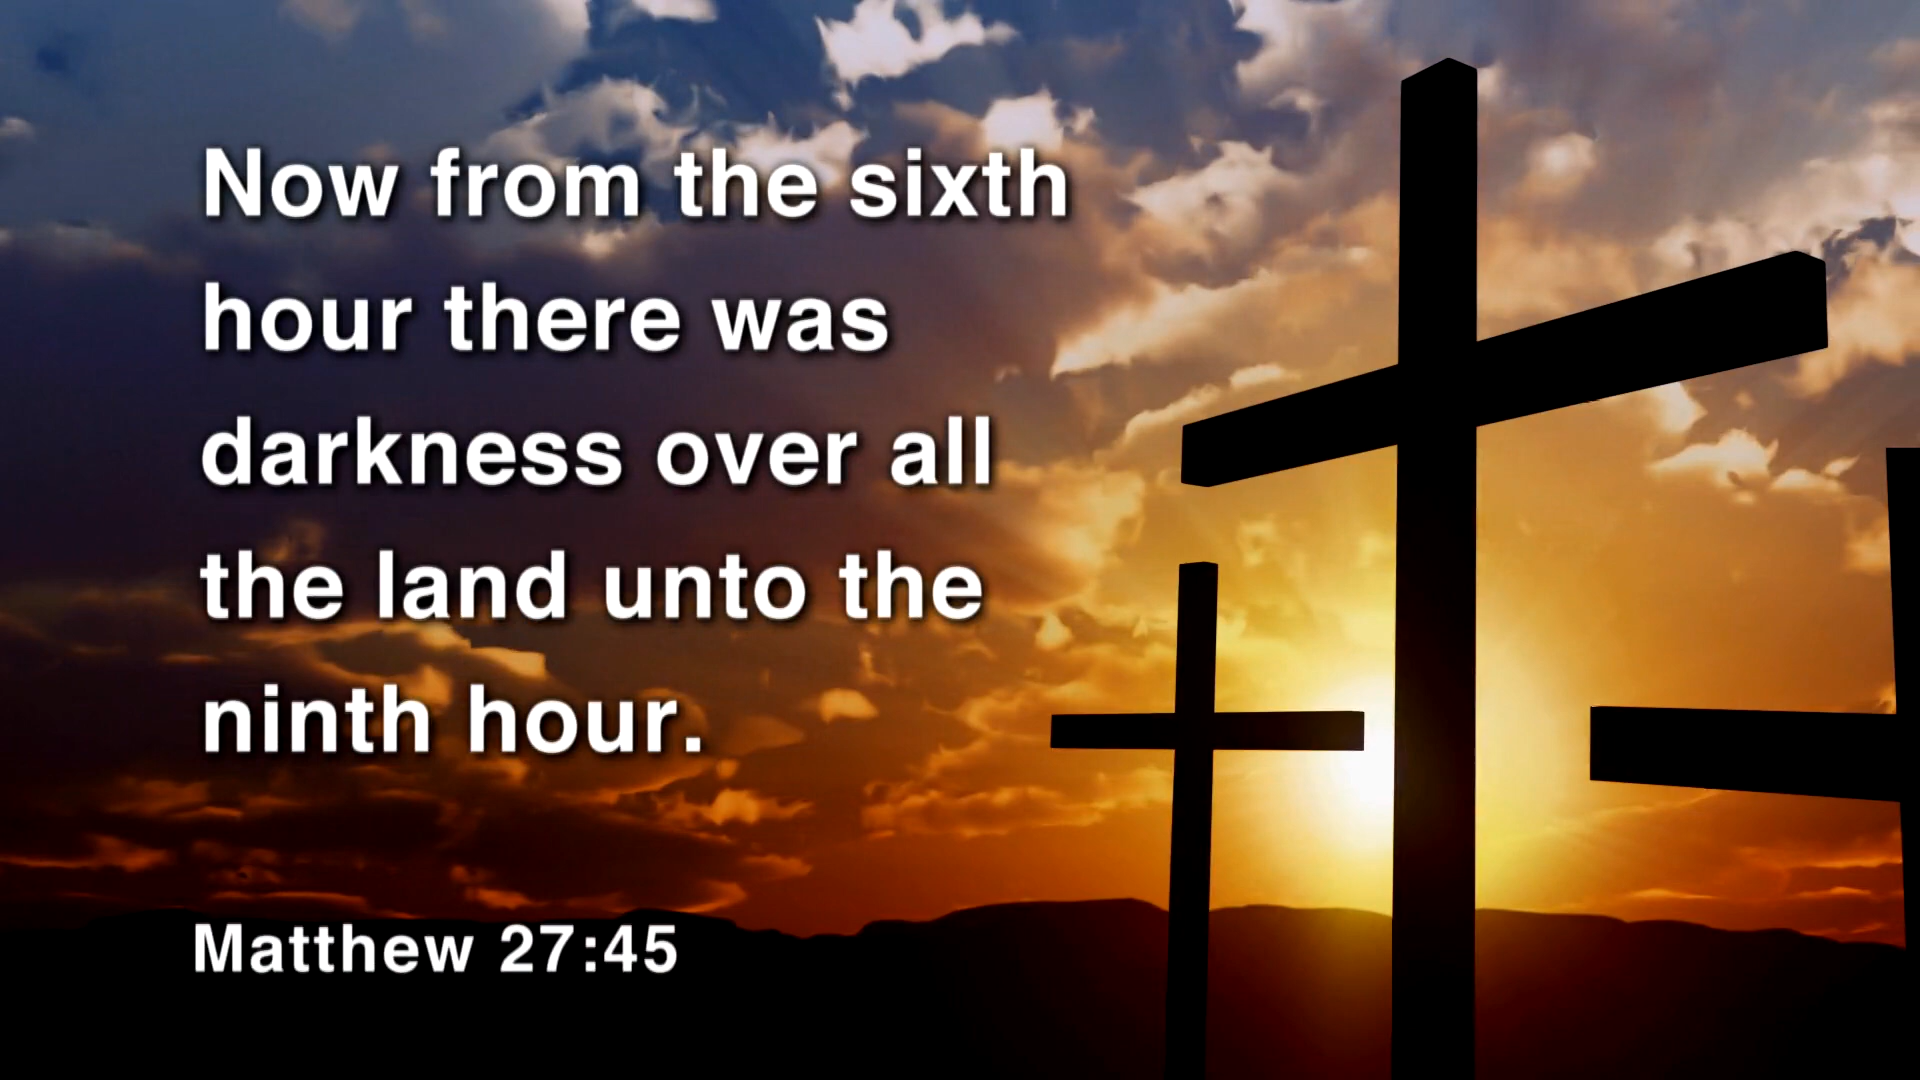 Now from the sixth
hour there was
darkness over all
the land unto the
ninth hour.
Matthew 27:45